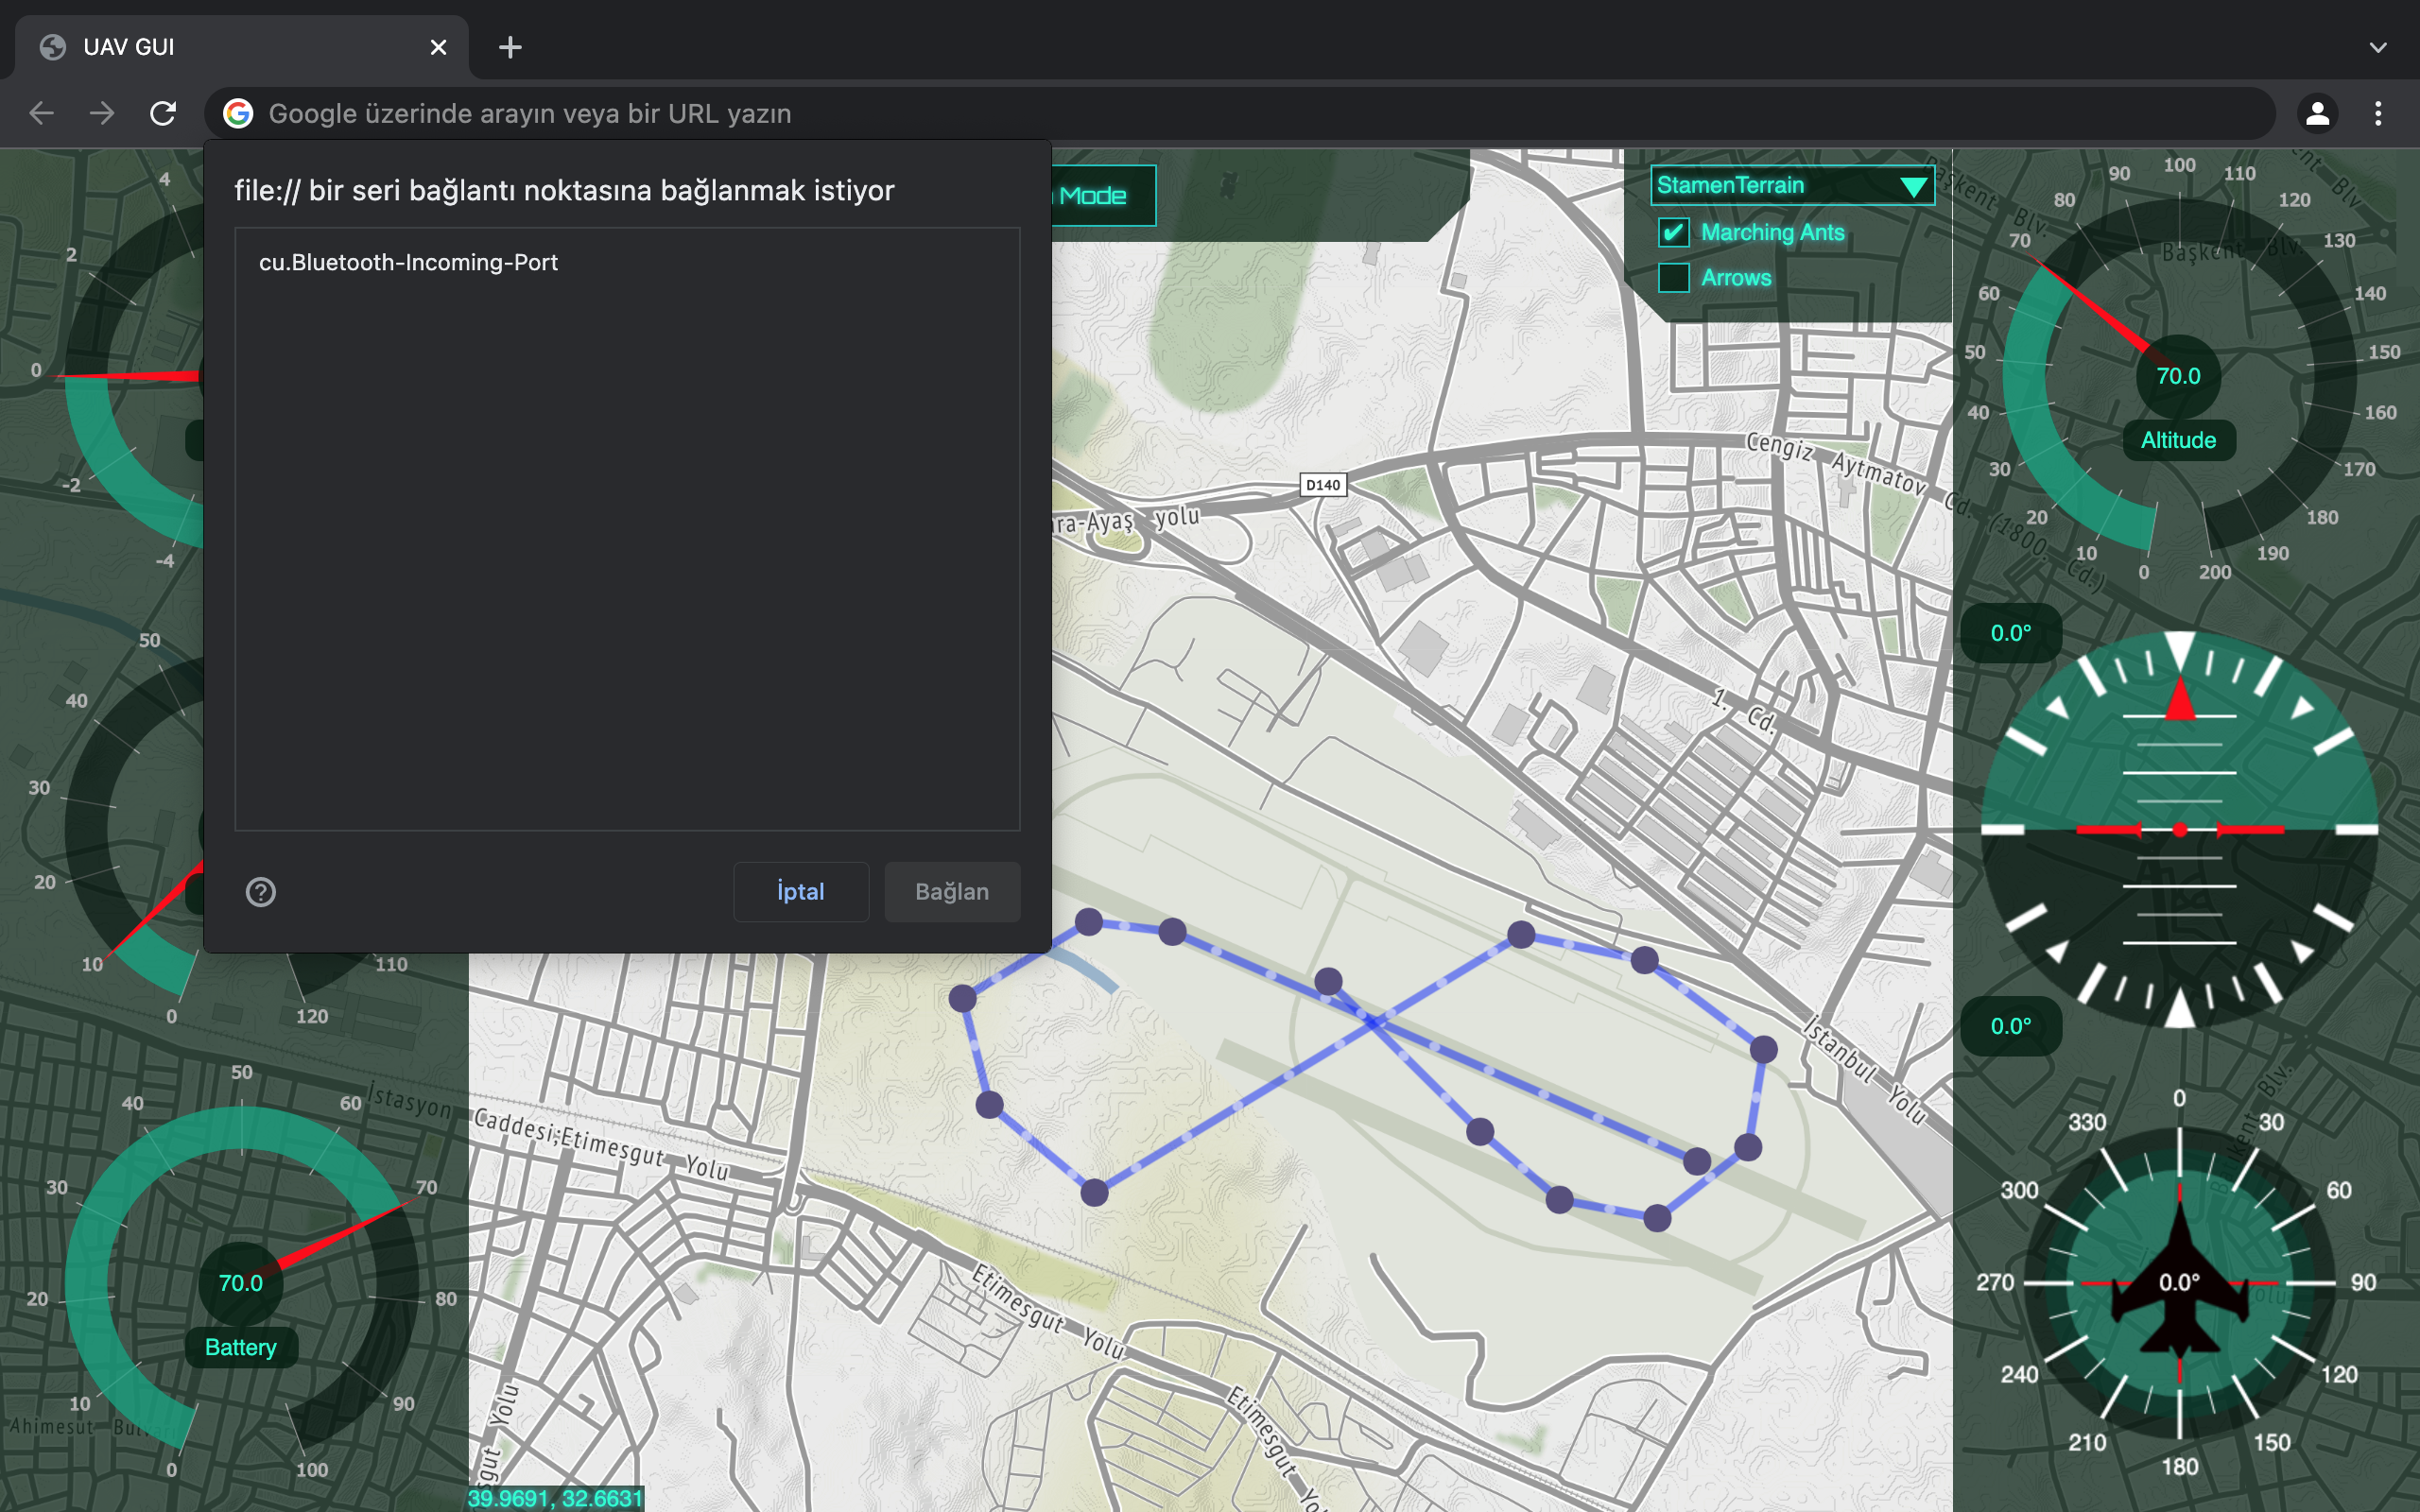 UAV GUI
Google üzerinde arayın veya bir URL yazın
file:// bir seri bağlantı noktasına bağlanmak istiyor
cu.Bluetooth-Incoming-Port
İptal
Bağlan
Mode
StamenTerrain
Marching Ants
Arrows
4
2
0
-2
-4
50
40
30
20
10
0
110
120
50
40
60
30
70
20
80
10
90
0
100
70.0
Battery
100
90
110
80
120
70
130
60
140
50
150
40
160
30
170
20
180
10
190
0
200
70.0
Altitude
0.0°
0.0°
0
330
30
300
60
270
90
240
120
210
150
180
0.0°
Başkent Blv.
Başkent Blv.
Cengiz Aytmatov Cd. (1800. Cd.)
D140
yolu
1. Cd.
İstanbul Yolu
İstasyon Caddesi;Etimesgut Yolu
Etimesgut Yolu
Etimesgut
Yolu
Ahimesut
39.9691, 32.6631